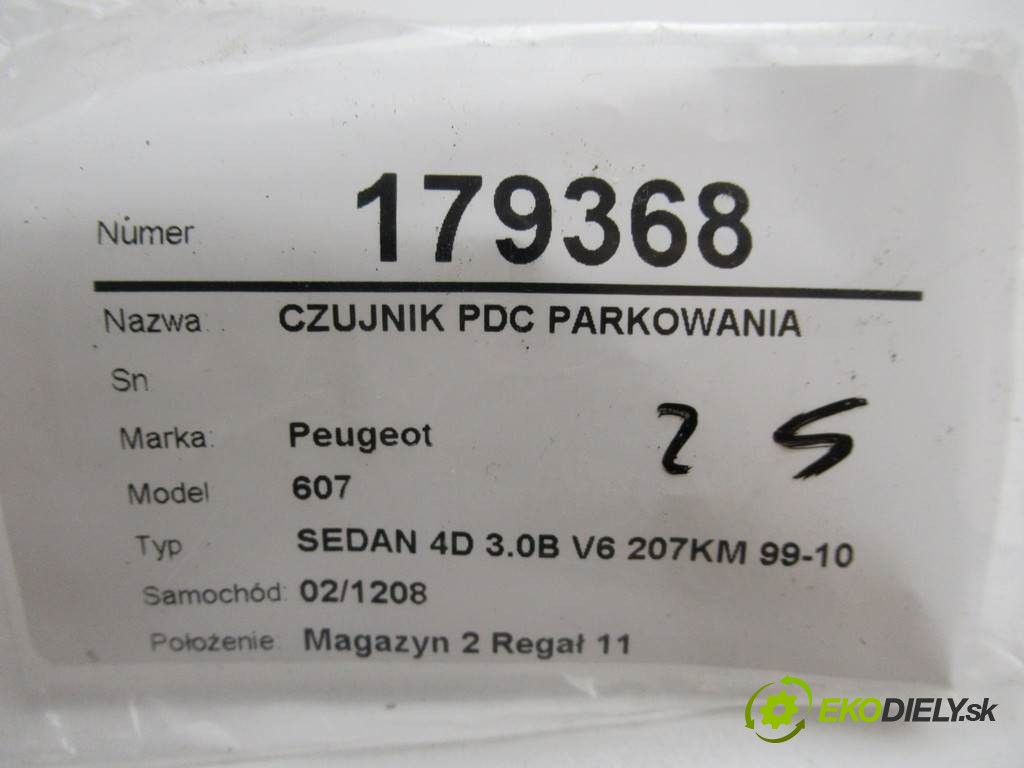 Numer 179368
Nazwa: CZUJNIK PDC PARKOWANIA
Sn
Marka: Peugeot
2 5
Model 607
Typ SEDAN 4D 3.0B V6 207KM 99-10
Samochód: 02/1208
Położenie: Magazyn 2 Regał 11
EKODIELY.sk